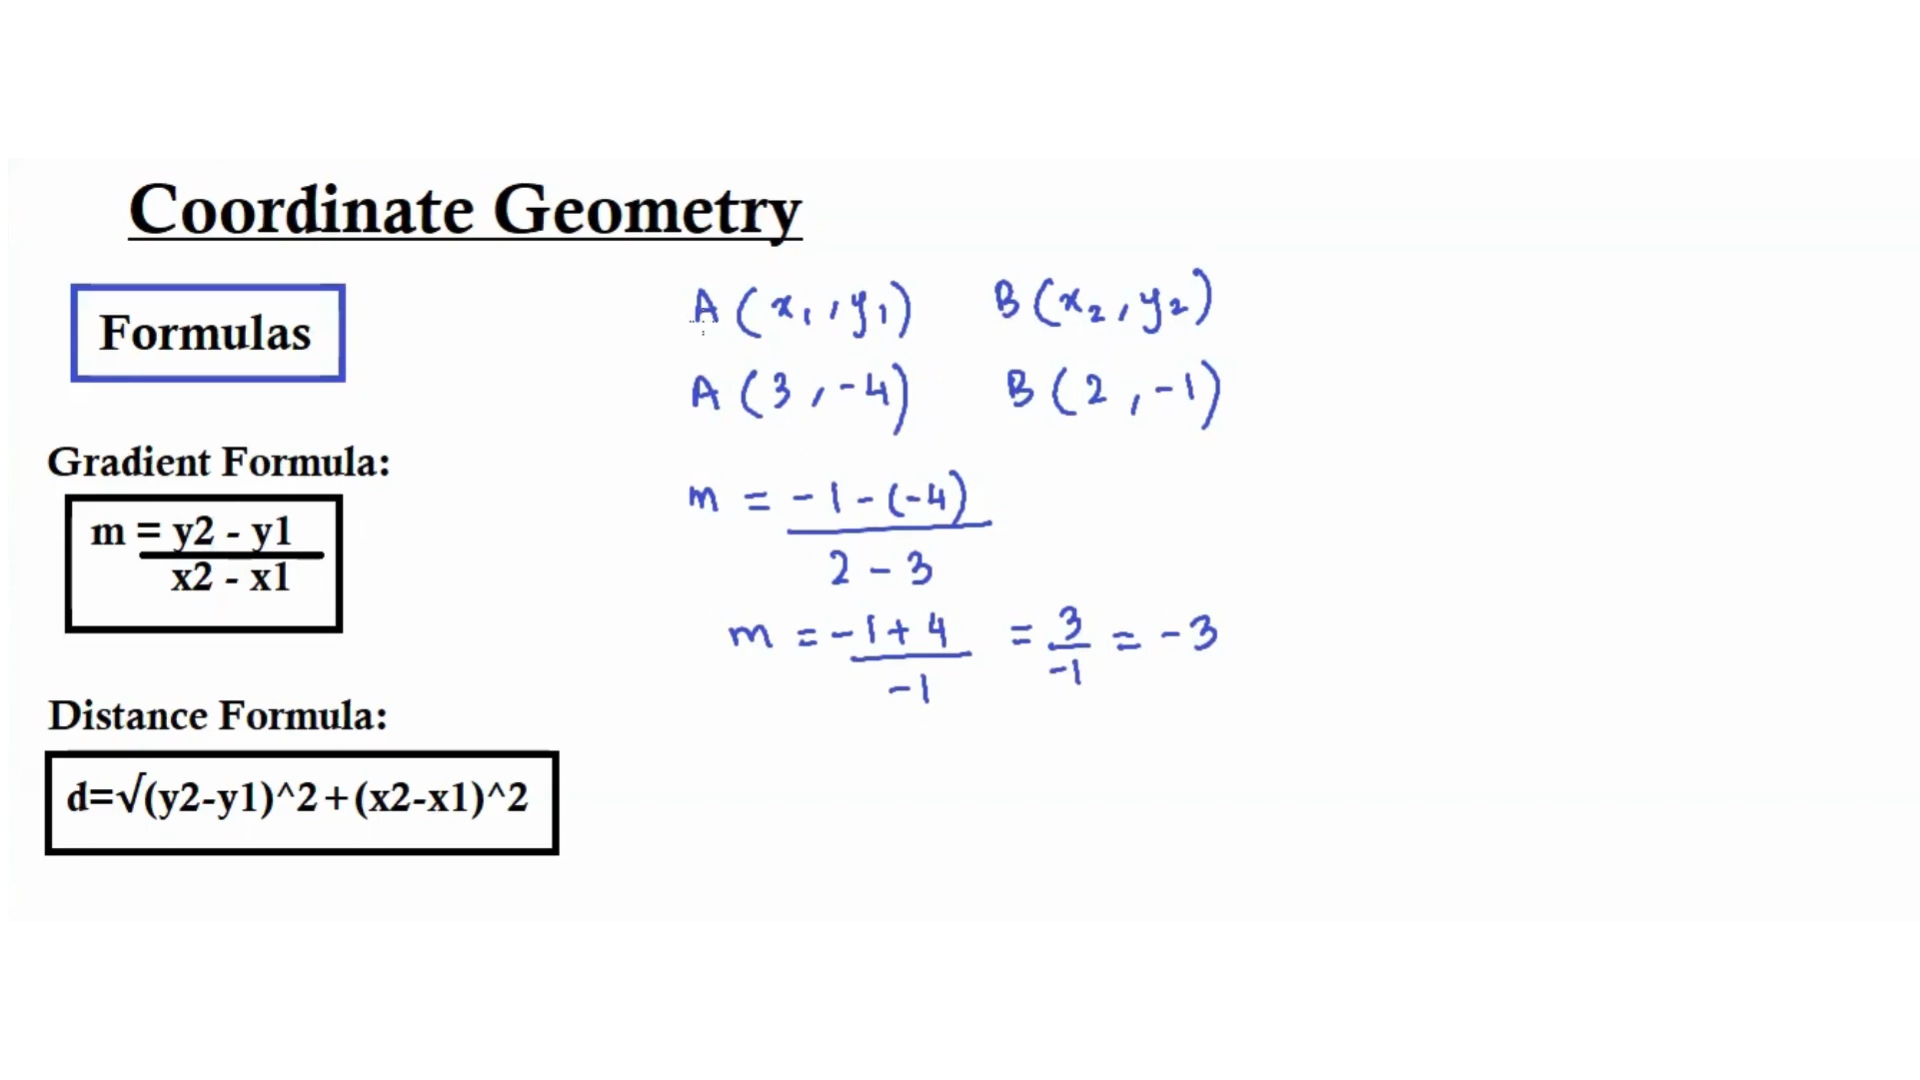 Coordinate Geometry
Formulas
Gradient Formula:
m = y2 - y1
x2 - x1
Distance Formula:
d=√(y2-y1)^2+(x2-x1)^2
A (x₁, y₁) B (x₂, y₂)
A (3, -4) B (2, -1)
m = -1 - (-4)
2 - 3
m = -1 + 4 = 3 = -3
-1 -1